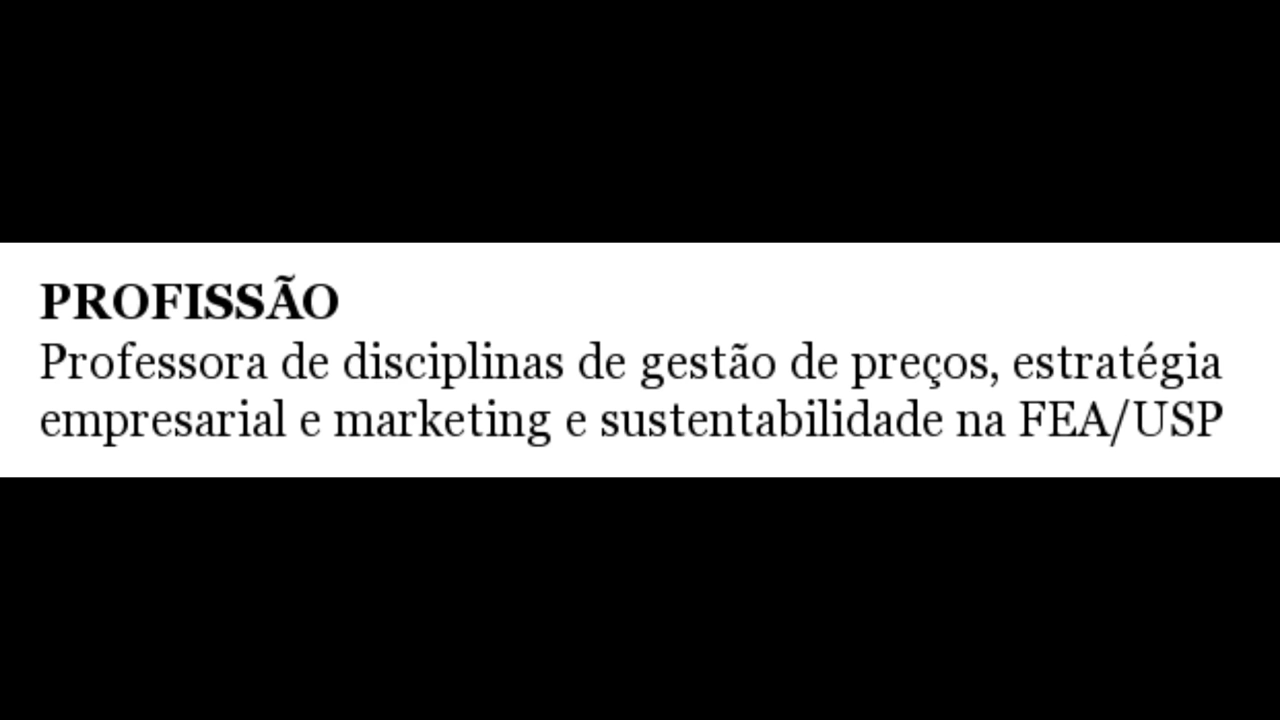 PROFISSÃO
Professora de disciplinas de gestão de preços, estratégia
empresarial e marketing e sustentabilidade na FEA/USP